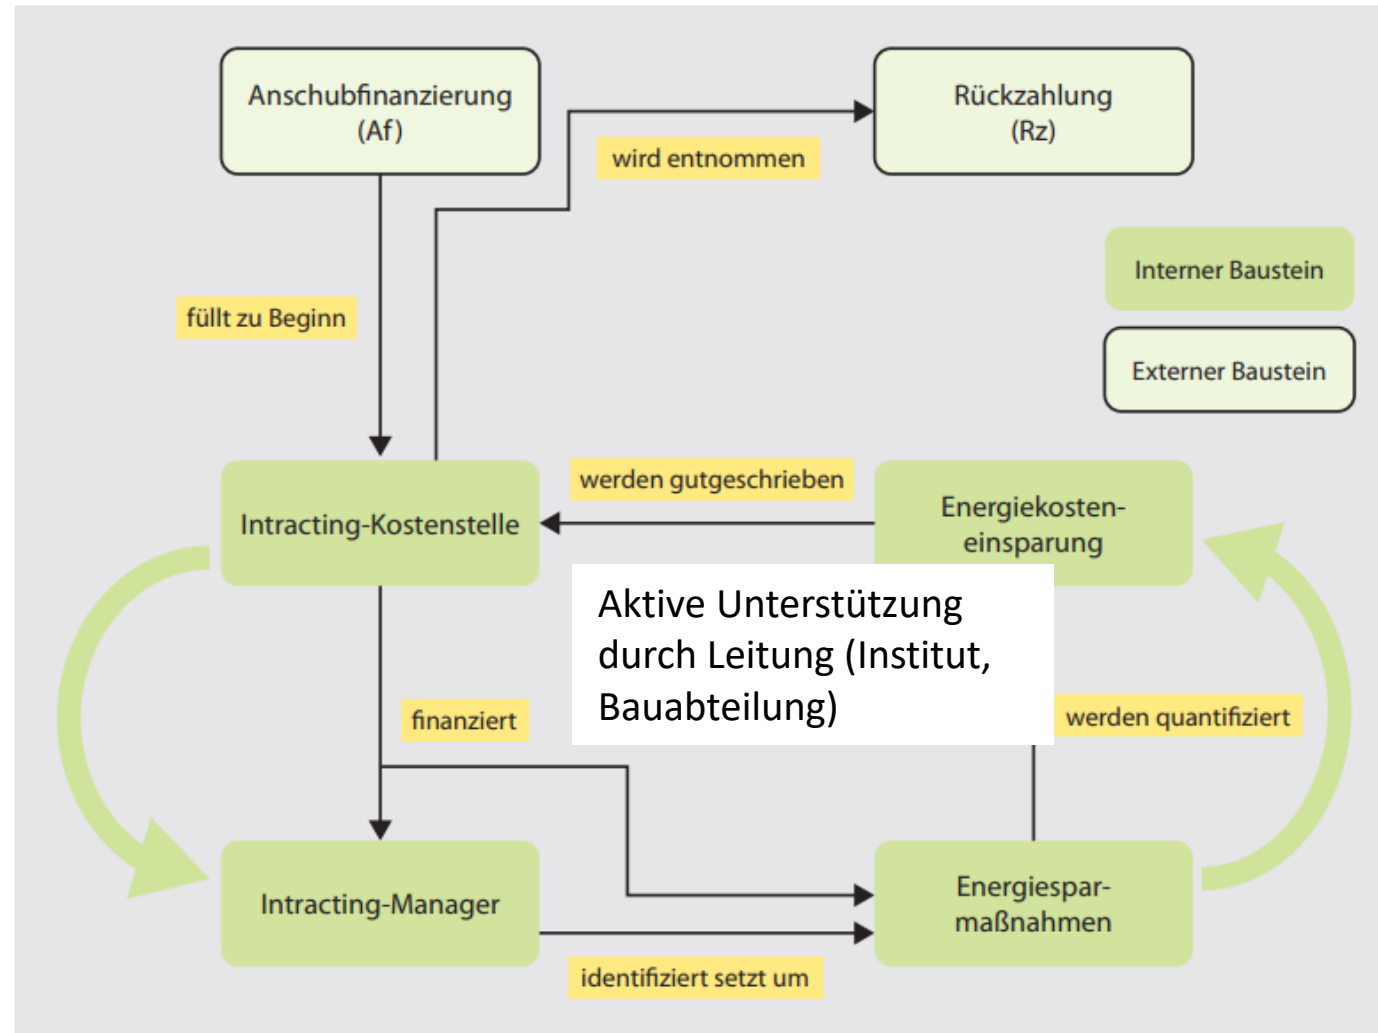 Anschubfinanzierung
(Af)
Rückzahlung
(Rz)
wird entnommen
Interner Baustein
füllt zu Beginn
Externer Baustein
werden gutgeschrieben
Intracting-Kostenstelle
Energiekosten-
einsparung
Aktive Unterstützung
durch Leitung (Institut,
Bauabteilung)
finanziert
werden quantifiziert
Intracting-Manager
Energiespar-
maßnahmen
identifiziert setzt um